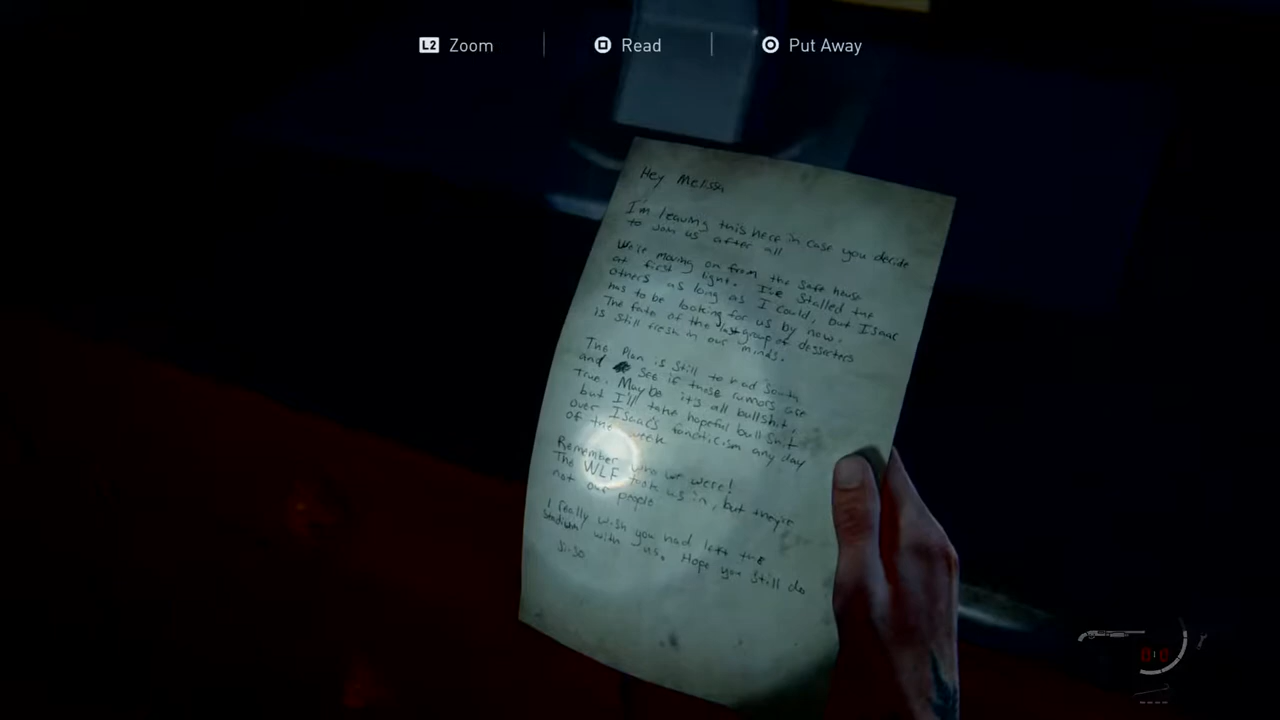 L2 Zoom
Read
Put Away
Hey Melissa
I'm leaving this here in case you decide
to join us after all
We're moving on from the safe house
at first light. I've stalled the
others as long as I could, but Isaac
has to be looking for us by now.
The fate of the last group of desserters
is still fresh in our minds.
The plan is still to head south
and see if those rumors are
true. Maybe it's all bullshit,
but I'll take hopeful bullshit
over Isaac's fanaticism any day
of the week
Remember who we were!
The WLF took us in, but they're
not our people
I really wish you had left the
stadium with us. Hope you still do